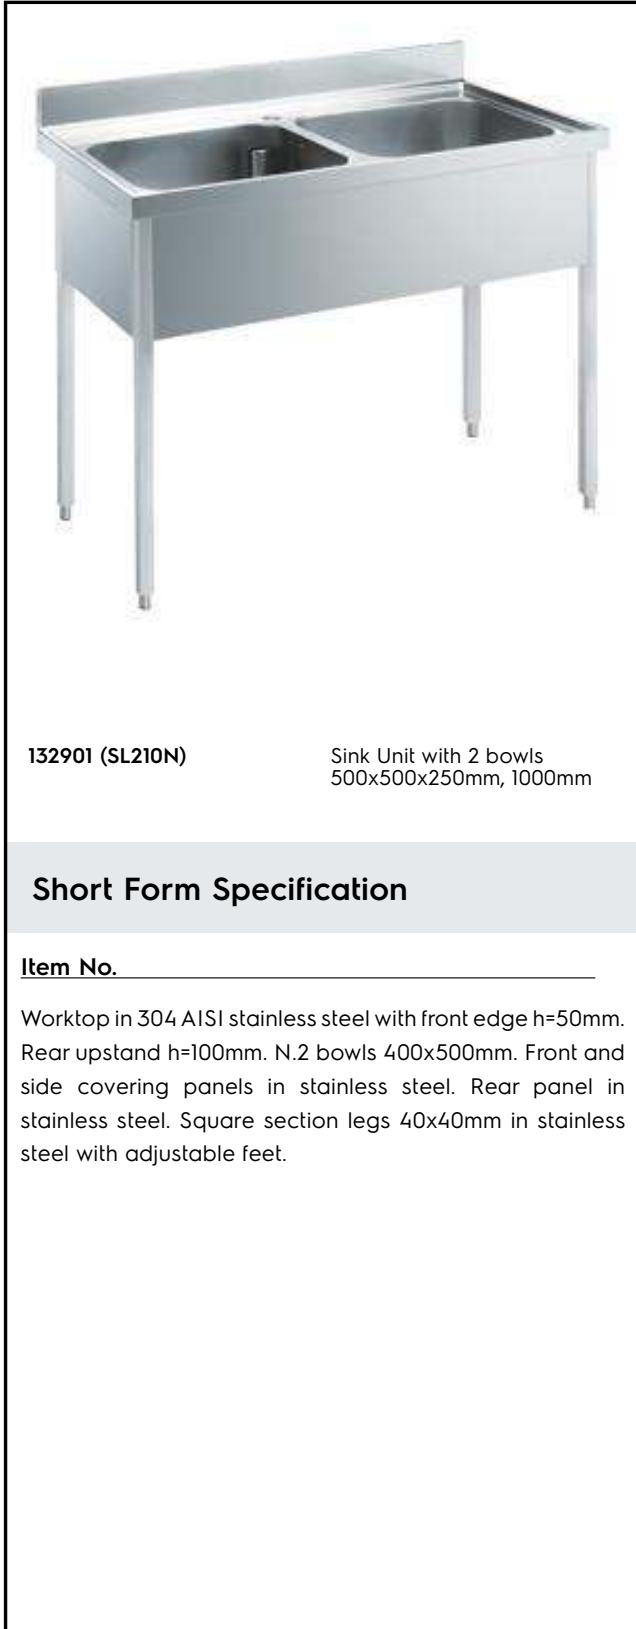 132901 (SL210N)
Sink Unit with 2 bowls
500x500x250mm, 1000mm
Short Form Specification
Item No.
Worktop in 304 AISI stainless steel with front edge h=50mm.
Rear upstand h=100mm. N.2 bowls 400x500mm. Front and
side covering panels in stainless steel. Rear panel in
stainless steel. Square section legs 40x40mm in stainless
steel with adjustable feet.